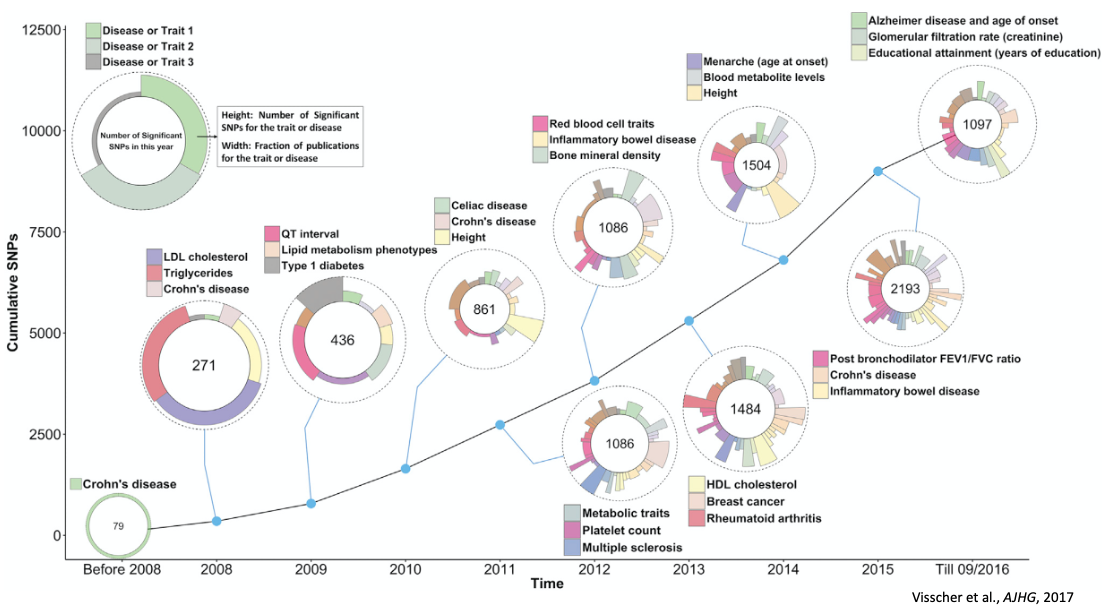 12500
10000
7500
5000
2500
0
Cumulative SNPs
Disease or Trait 1
Disease or Trait 2
Disease or Trait 3
Number of Significant
SNPs in this year
Height: Number of Significant
SNPs for the trait or disease
Width: Fraction of publications
for the trait or disease
Crohn's disease
79
LDL cholesterol
Triglycerides
Crohn's disease
271
QT interval
Lipid metabolism phenotypes
Type 1 diabetes
436
Celiac disease
Crohn's disease
Height
861
Red blood cell traits
Inflammatory bowel disease
Bone mineral density
1086
1086
Metabolic traits
Platelet count
Multiple sclerosis
Menarche (age at onset)
Blood metabolite levels
Height
1504
1484
HDL cholesterol
Breast cancer
Rheumatoid arthritis
Alzheimer disease and age of onset
Glomerular filtration rate (creatinine)
Educational attainment (years of education)
1097
2193
Post bronchodilator FEV1/FVC ratio
Crohn's disease
Inflammatory bowel disease
Before 2008
2008
2009
2010
2011
2012
2013
2014
2015
Till 09/2016
Time
Visscher et al., AJHG, 2017